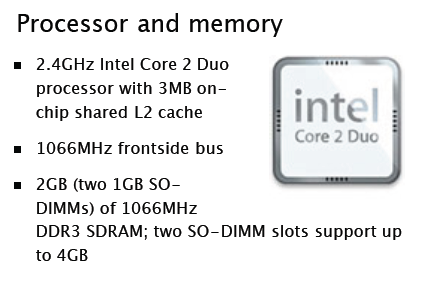 Processor and memory
2.4GHz Intel Core 2 Duo
processor with 3MB on-
chip shared L2 cache
intel
Core 2 Duo
1066MHz frontside bus
2GB (two 1GB SO-
DIMMs) of 1066MHz
DDR3 SDRAM; two SO-DIMM slots support up
to 4GB